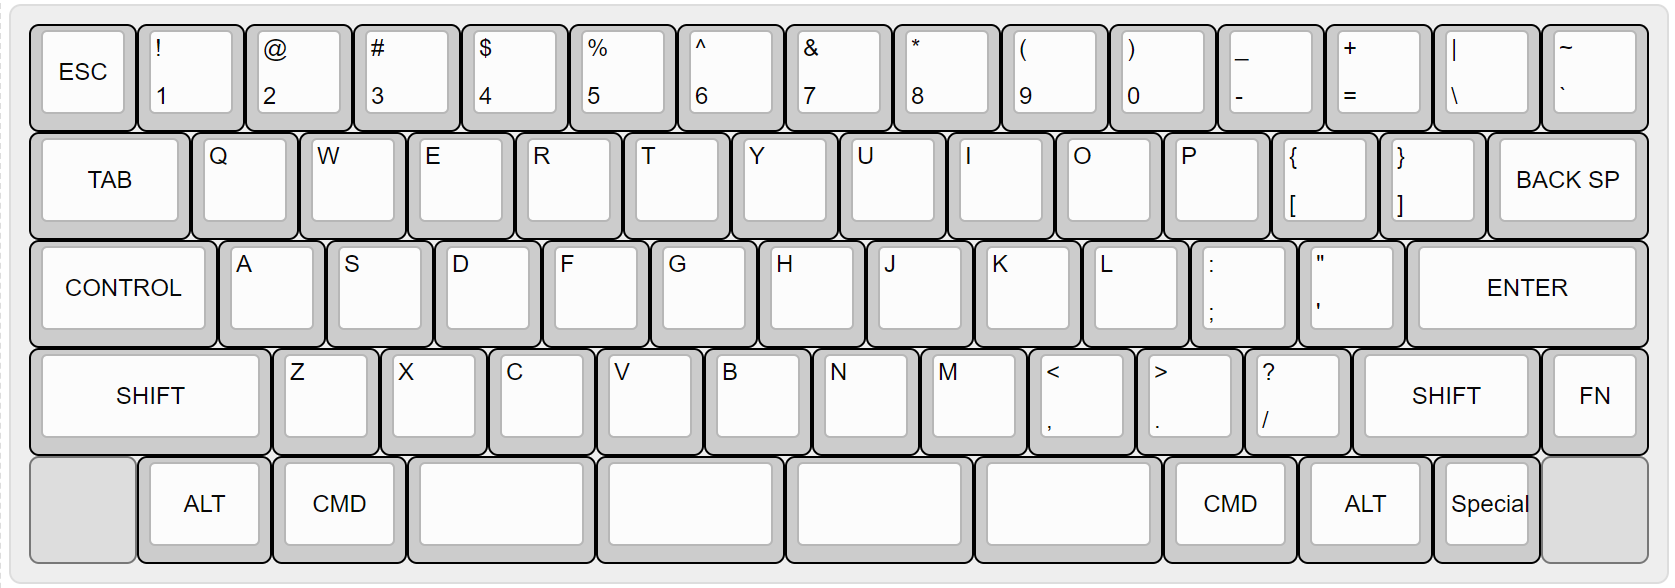 ESC ! @ # $ % ^ & * ( ) _ + | ~
1 2 3 4 5 6 7 8 9 0 - = \ `
TAB Q W E R T Y U I O P { } BACK SP
[ ]
CONTROL A S D F G H J K L : " ENTER
; '
SHIFT Z X C V B N M < > ? SHIFT FN
, . /
ALT CMD CMD ALT Special